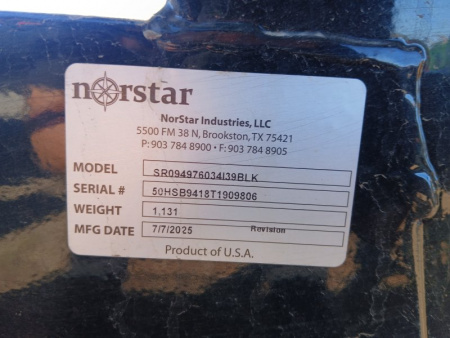 norstar
NorStar Industries, LLC
5500 FM 38 N, Brookston, TX 75421
P: 903 784 8900 • F: 903 784 8905
MODEL SR094976034I39BLK
SERIAL # 50HSB9418T1909806
WEIGHT 1,131
MFG DATE 7/7/2025 Revision
Product of U.S.A.